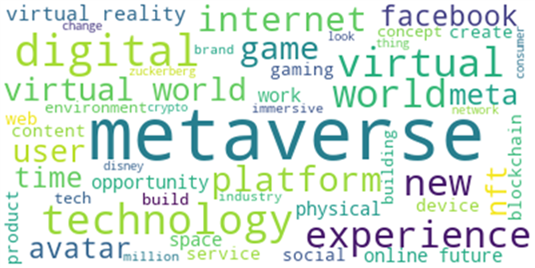 virtual reality
internet
facebook
change
digital
brand
game
look
concept
create
thing
consumer
zuckerberg
gaming
virtual
virtual world
work
world
meta
environment
crypto
immersive
network
web
content
metaverse
user
disney
building
blockchain
time
opportunity
platform
new
nft
tech
build
industry
physical
device
product
technology
experience
avatar
space
million
service
social
online
future